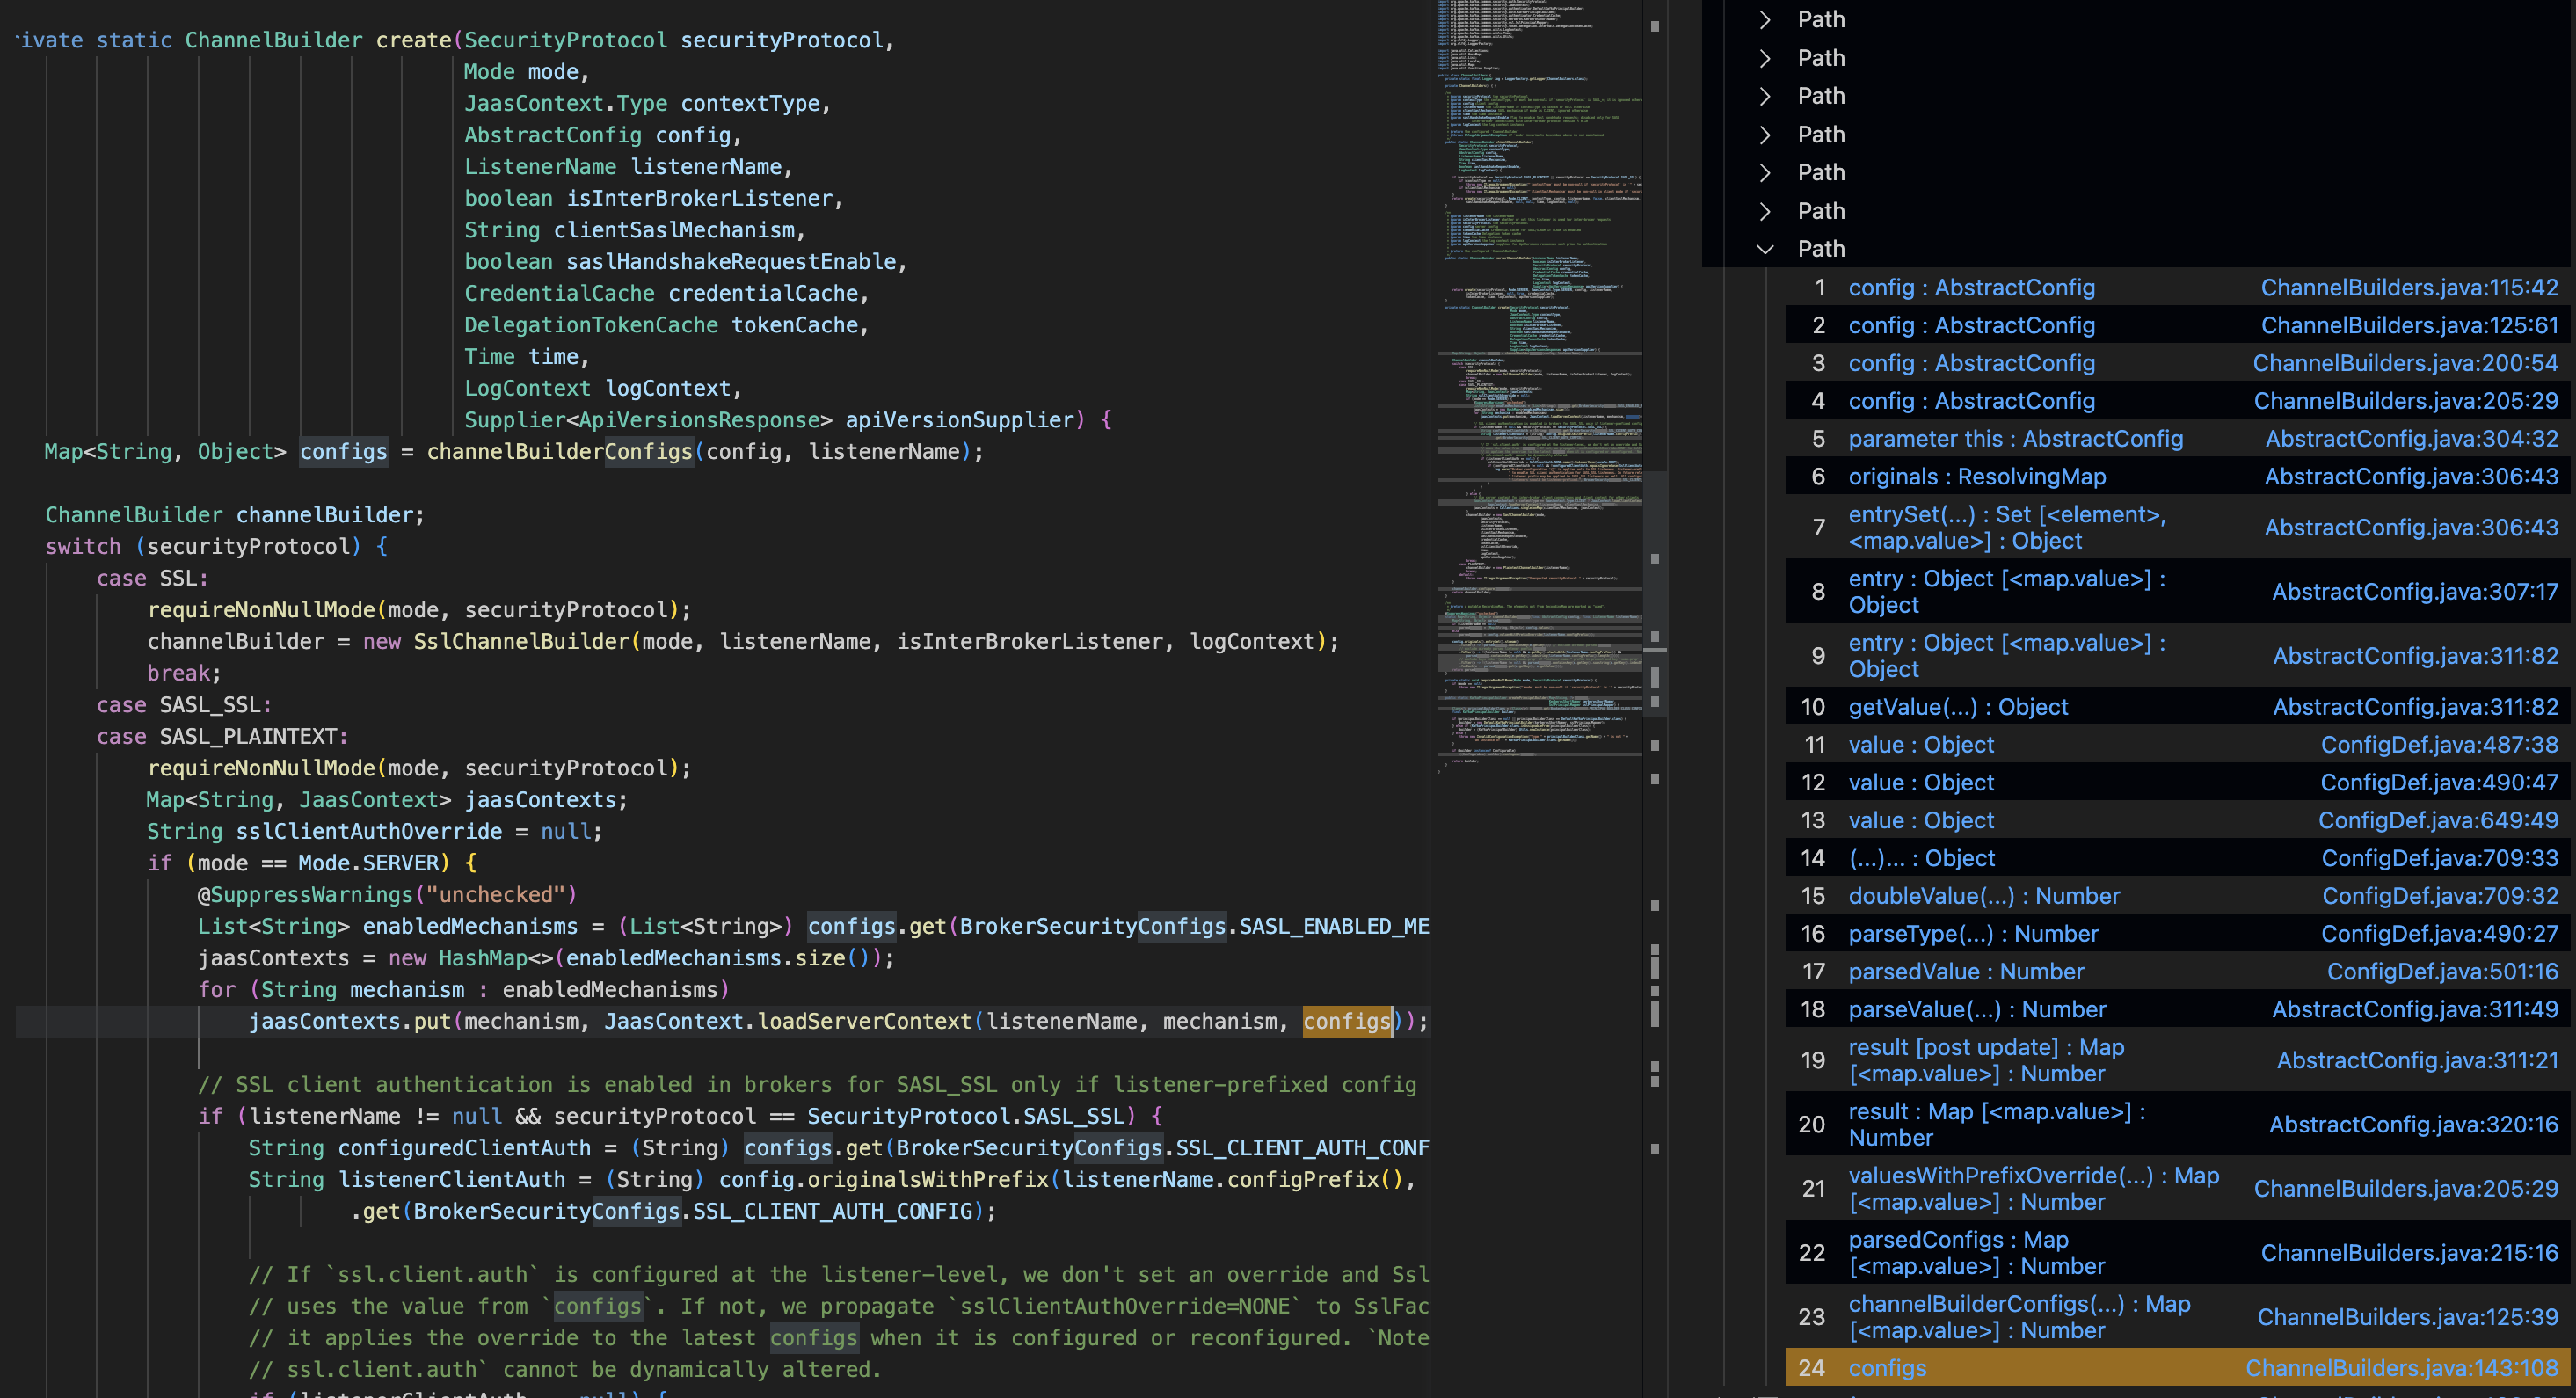 ivate static ChannelBuilder create(SecurityProtocol securityProtocol,
Mode mode,
JaasContext.Type contextType,
AbstractConfig config,
ListenerName listenerName,
boolean isInterBrokerListener,
String clientSaslMechanism,
boolean saslHandshakeRequestEnable,
CredentialCache credentialCache,
DelegationTokenCache tokenCache,
Time time,
LogContext logContext,
Supplier<ApiVersionsResponse> apiVersionSupplier) {
Map<String, Object> configs = channelBuilderConfigs(config, listenerName);
ChannelBuilder channelBuilder;
switch (securityProtocol) {
case SSL:
requireNonNullMode(mode, securityProtocol);
channelBuilder = new SslChannelBuilder(mode, listenerName, isInterBrokerListener, logContext);
break;
case SASL_SSL:
case SASL_PLAINTEXT:
requireNonNullMode(mode, securityProtocol);
Map<String, JaasContext> jaasContexts;
String sslClientAuthOverride = null;
if (mode == Mode.SERVER) {
@SuppressWarnings("unchecked")
List<String> enabledMechanisms = (List<String>) configs.get(BrokerSecurityConfigs.SASL_ENABLED_ME
jaasContexts = new HashMap<>(enabledMechanisms.size());
for (String mechanism : enabledMechanisms)
jaasContexts.put(mechanism, JaasContext.loadServerContext(listenerName, mechanism, configs));
// SSL client authentication is enabled in brokers for SASL_SSL only if listener-prefixed config
if (listenerName != null && securityProtocol == SecurityProtocol.SASL_SSL) {
String configuredClientAuth = (String) configs.get(BrokerSecurityConfigs.SSL_CLIENT_AUTH_CONF
String listenerClientAuth = (String) config.originalsWithPrefix(listenerName.configPrefix(),
.get(BrokerSecurityConfigs.SSL_CLIENT_AUTH_CONFIG);
// If `ssl.client.auth` is configured at the listener-level, we don't set an override and Ssl
// uses the value from `configs`. If not, we propagate `sslClientAuthOverride=NONE` to SslFac
// it applies the override to the latest configs when it is configured or reconfigured. `Note
// ssl.client.auth` cannot be dynamically altered.
Path
Path
Path
Path
Path
Path
Path
1 config : AbstractConfig ChannelBuilders.java:115:42
2 config : AbstractConfig ChannelBuilders.java:125:61
3 config : AbstractConfig ChannelBuilders.java:200:54
4 config : AbstractConfig ChannelBuilders.java:205:29
5 parameter this : AbstractConfig AbstractConfig.java:304:32
6 originals : ResolvingMap AbstractConfig.java:306:43
7 entrySet(...) : Set [<element>, AbstractConfig.java:306:43
<map.value>] : Object
8 entry : Object [<map.value>] : AbstractConfig.java:307:17
Object
9 entry : Object [<map.value>] : AbstractConfig.java:311:82
Object
10 getValue(...) : Object AbstractConfig.java:311:82
11 value : Object ConfigDef.java:487:38
12 value : Object ConfigDef.java:490:47
13 value : Object ConfigDef.java:649:49
14 (...)... : Object ConfigDef.java:709:33
15 doubleValue(...) : Number ConfigDef.java:709:32
16 parseType(...) : Number ConfigDef.java:490:27
17 parsedValue : Number ConfigDef.java:501:16
18 parseValue(...) : Number AbstractConfig.java:311:49
19 result [post update] : Map AbstractConfig.java:311:21
[<map.value>] : Number
20 result : Map [<map.value>] : AbstractConfig.java:320:16
Number
21 valuesWithPrefixOverride(...) : Map ChannelBuilders.java:205:29
[<map.value>] : Number
22 parsedConfigs : Map ChannelBuilders.java:215:16
[<map.value>] : Number
23 channelBuilderConfigs(...) : Map ChannelBuilders.java:125:39
[<map.value>] : Number
24 configs ChannelBuilders.java:143:108